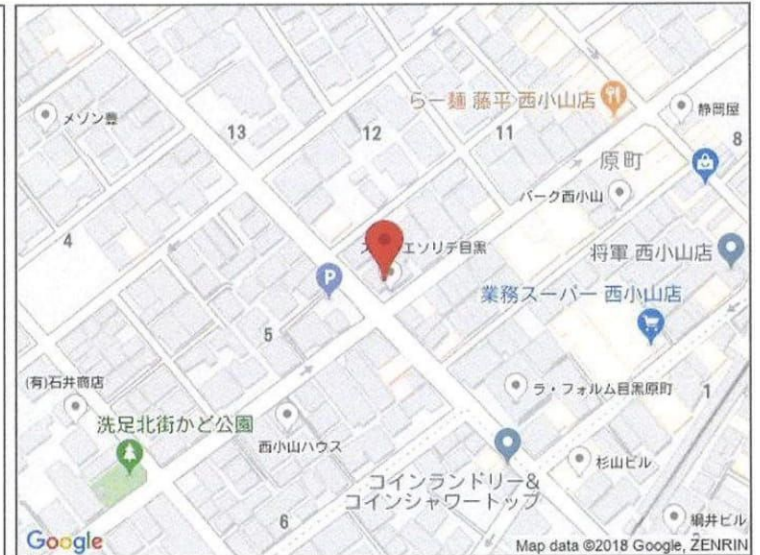 らー麺 藤平 西小山店
静岡屋
メゾン豊
13
12
11
8
原町
パーク西小山
4
エソリテ目黒
将軍 西小山店
P
業務スーパー 西小山店
5
(有)石井商店
ラ・フォルム目黒原町
1
洗足北街かど公園
西小山ハウス
杉山ビル
コインランドリー&
コインシャワートップ
6
綱井ビル
Google
Map data ©2018 Google, ZENRIN